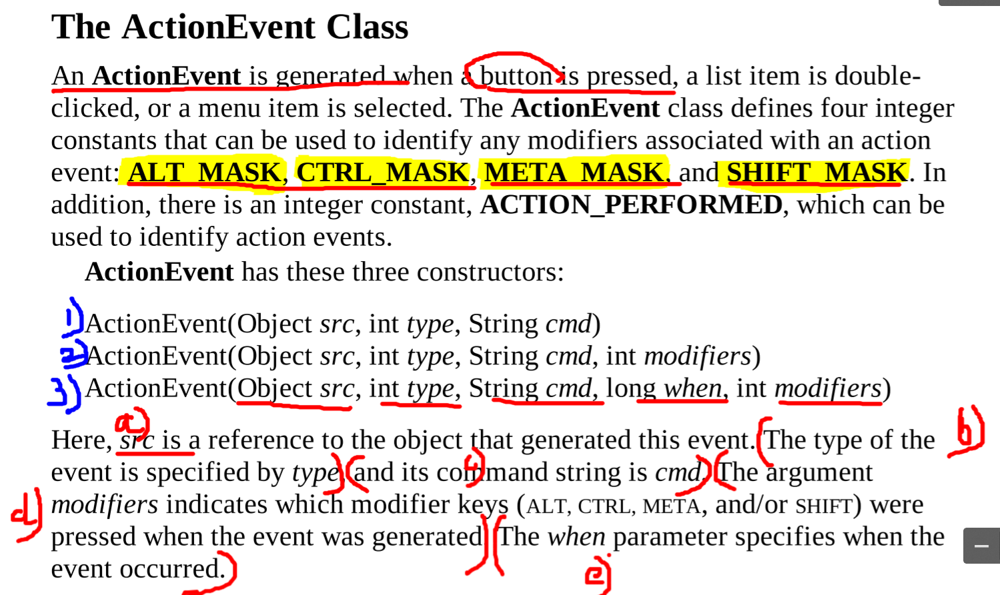 The ActionEvent Class
An ActionEvent is generated when a button is pressed, a list item is double-
clicked, or a menu item is selected. The ActionEvent class defines four integer
constants that can be used to identify any modifiers associated with an action
event: ALT_MASK, CTRL_MASK, META_MASK, and SHIFT_MASK. In
addition, there is an integer constant, ACTION_PERFORMED, which can be
used to identify action events.
ActionEvent has these three constructors:
1) ActionEvent(Object src, int type, String cmd)
2) ActionEvent(Object src, int type, String cmd, int modifiers)
3) ActionEvent(Object src, int type, String cmd, long when, int modifiers)
a)
Here, src is a reference to the object that generated this event. (The type of the b)
event is specified by type,) (and its command string is cmd.) (The argument
c)
d) modifiers indicates which modifier keys (ALT, CTRL, META, and/or SHIFT) were
pressed when the event was generated.) (The when parameter specifies when the
event occurred.) e)